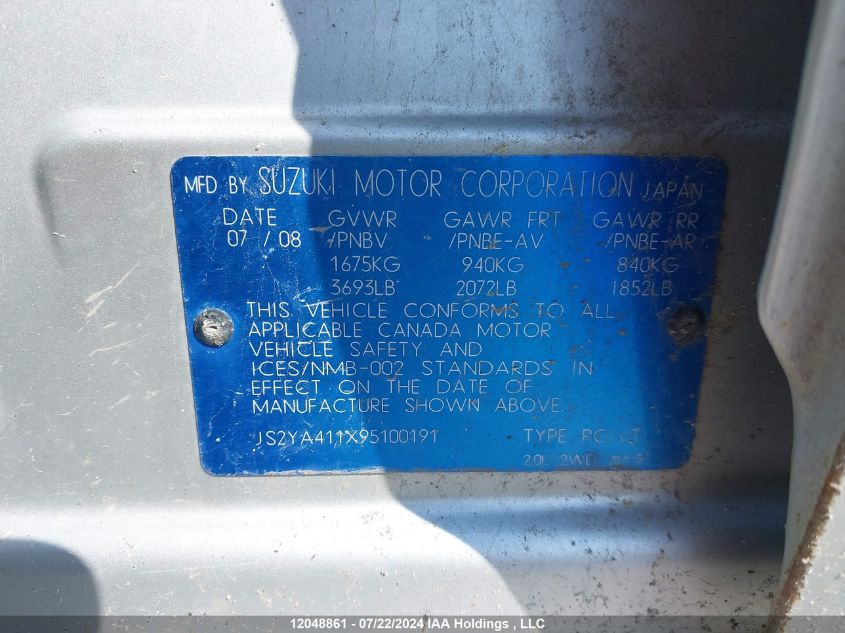 MFD BY SUZUKI MOTOR CORPORATION JAPAN
DATE GVWR GAWR FRT GAWR RR
07 / 08 /PNBV /PNBE-AV /PNBE-AR
1675KG 940KG 840KG
3693LB 2072LB 1852LB
THIS VEHICLE CONFORMS TO ALL
APPLICABLE CANADA MOTOR
VEHICLE SAFETY AND
ICES/NMB-002 STANDARDS IN
EFFECT ON THE DATE OF
MANUFACTURE SHOWN ABOVE.
JS2YA411X95100191 TYPE
2.0L 2WD
12048861 - 07/22/2024 IAA Holdings , LLC